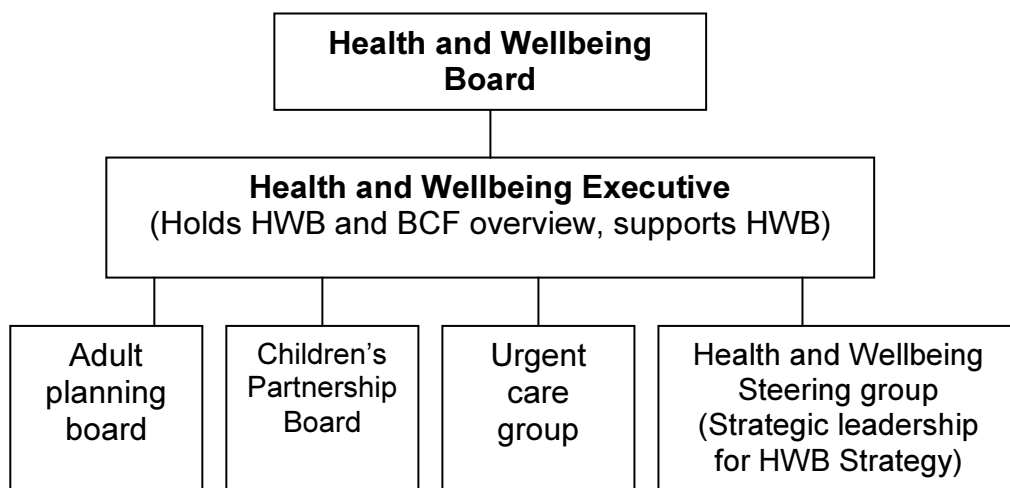 Health and Wellbeing
Board
Health and Wellbeing Executive
(Holds HWB and BCF overview, supports HWB)
Adult
planning
board
Children’s
Partnership
Board
Urgent
care
group
Health and Wellbeing
Steering group
(Strategic leadership
for HWB Strategy)